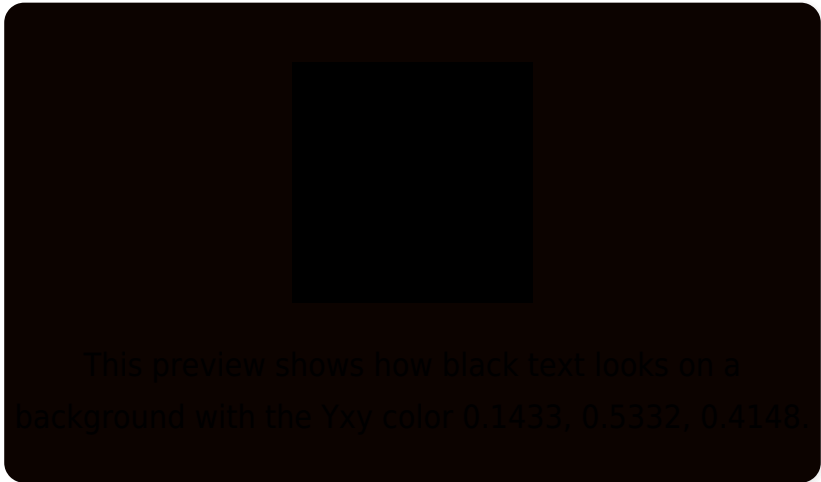 This preview shows how black text looks on a
background with the Yxy color 0.1433, 0.5332, 0.4148.